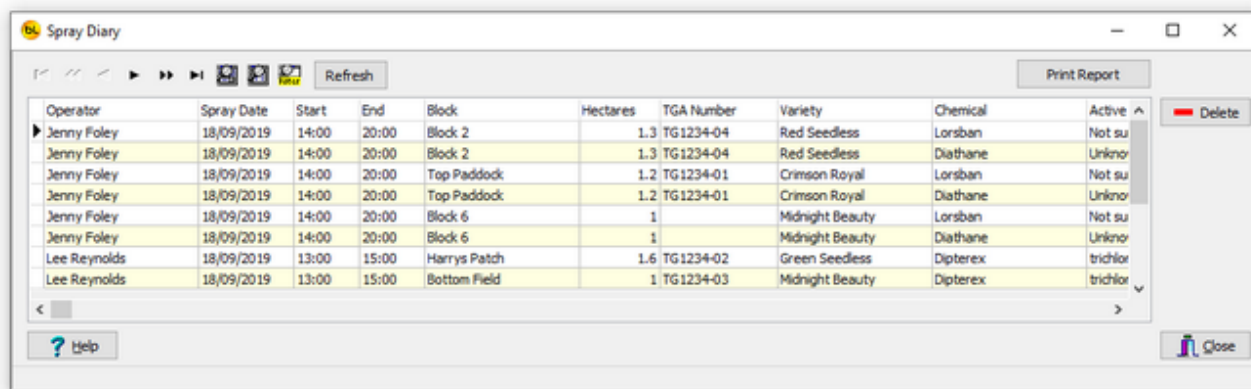 bL Spray Diary
Refresh Print Report
Operator Spray Date Start End Block Hectares TGA Number Variety Chemical Active Delete
Jenny Foley 18/09/2019 14:00 20:00 Block 2 1.3 TG1234-04 Red Seedless Lorsban Not su
Jenny Foley 18/09/2019 14:00 20:00 Block 2 1.3 TG1234-04 Red Seedless Diathane Unkno
Jenny Foley 18/09/2019 14:00 20:00 Top Paddock 1.2 TG1234-01 Crimson Royal Lorsban Not su
Jenny Foley 18/09/2019 14:00 20:00 Top Paddock 1.2 TG1234-01 Crimson Royal Diathane Unkno
Jenny Foley 18/09/2019 14:00 20:00 Block 6 1 Midnight Beauty Lorsban Not su
Jenny Foley 18/09/2019 14:00 20:00 Block 6 1 Midnight Beauty Diathane Unkno
Lee Reynolds 18/09/2019 13:00 15:00 Harrys Patch 1.6 TG1234-02 Green Seedless Dipterex trichlor
Lee Reynolds 18/09/2019 13:00 15:00 Bottom Field 1 TG1234-03 Midnight Beauty Dipterex trichlor
? Help Close